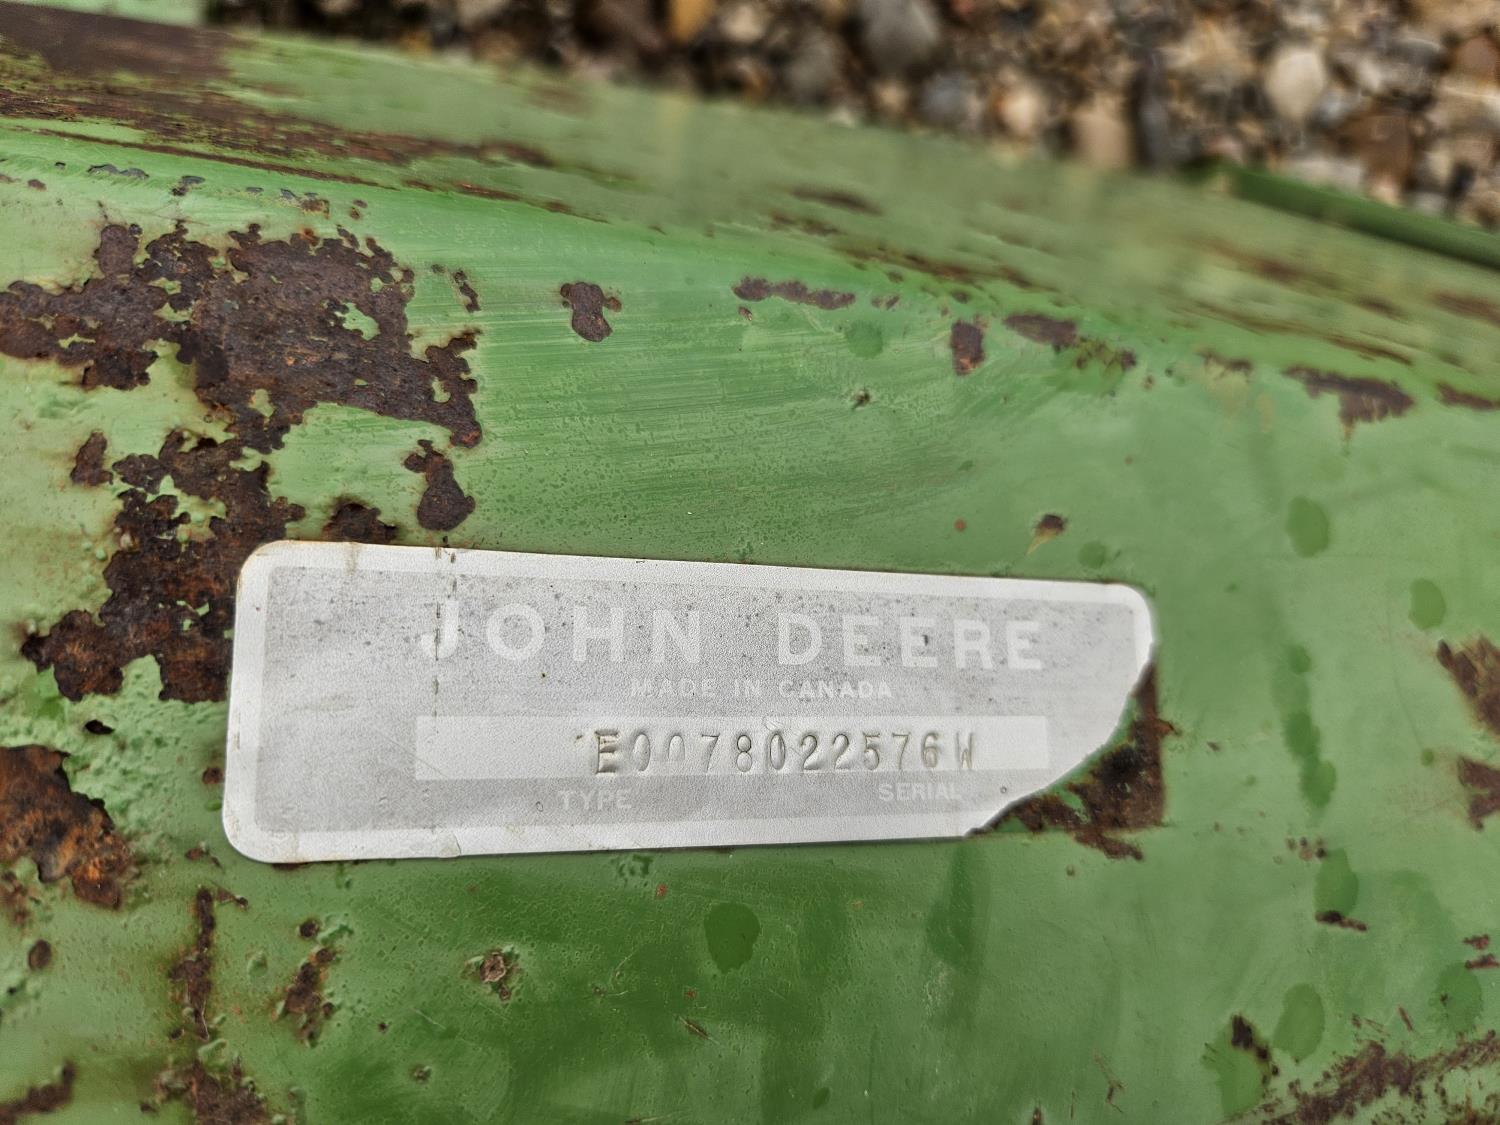 JOHN DEERE
MADE IN CANADA
E0078022576W
TYPE SERIAL